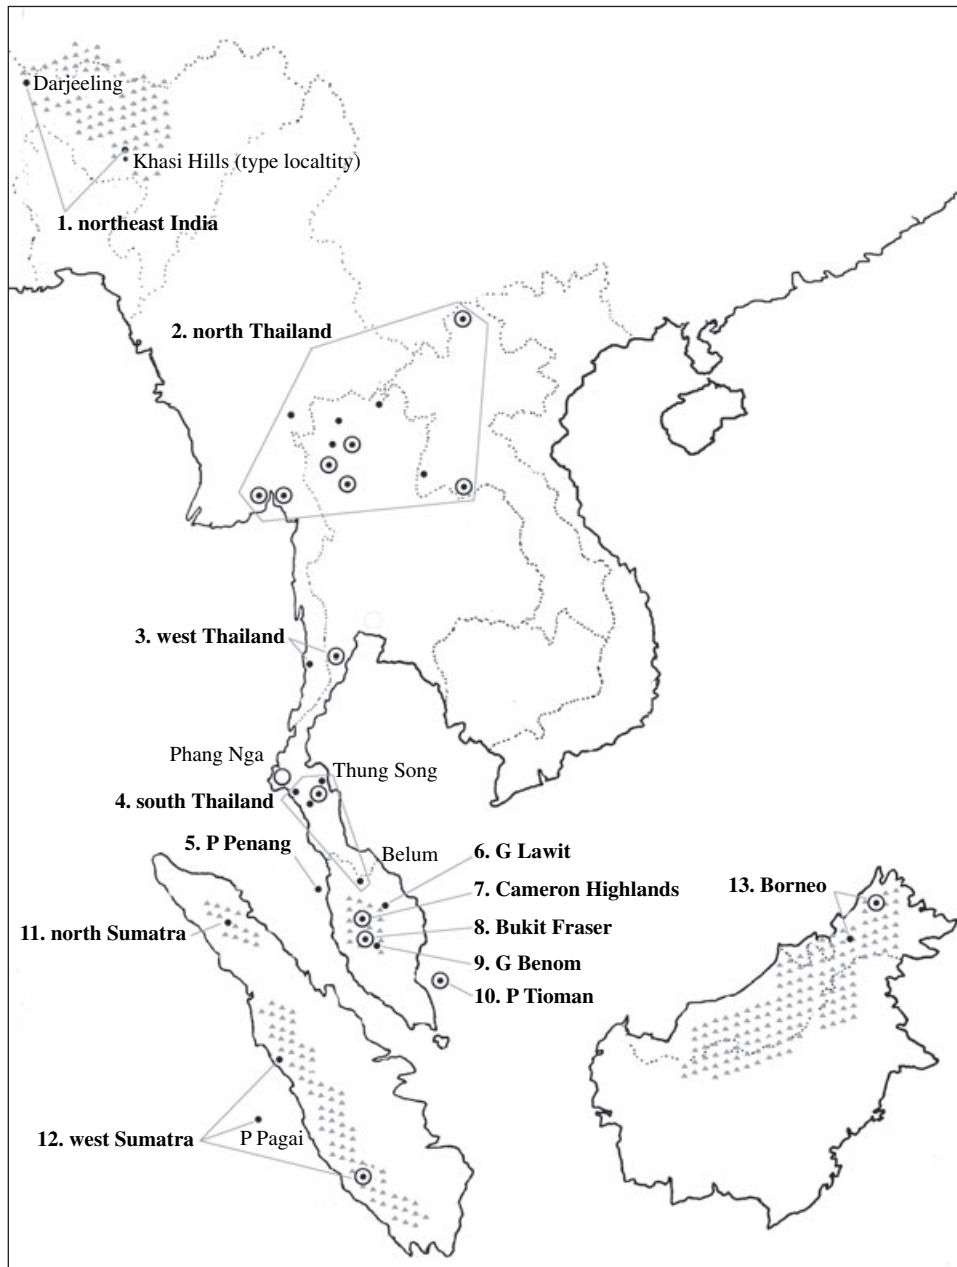 Darjeeling
Khasi Hills (type localtity)
1. northeast India
2. north Thailand
3. west Thailand
Phang Nga
Thung Song
4. south Thailand
5. P Penang
Belum
6. G Lawit
7. Cameron Highlands
13. Borneo
8. Bukit Fraser
11. north Sumatra
9. G Benom
10. P Tioman
12. west Sumatra
P Pagai